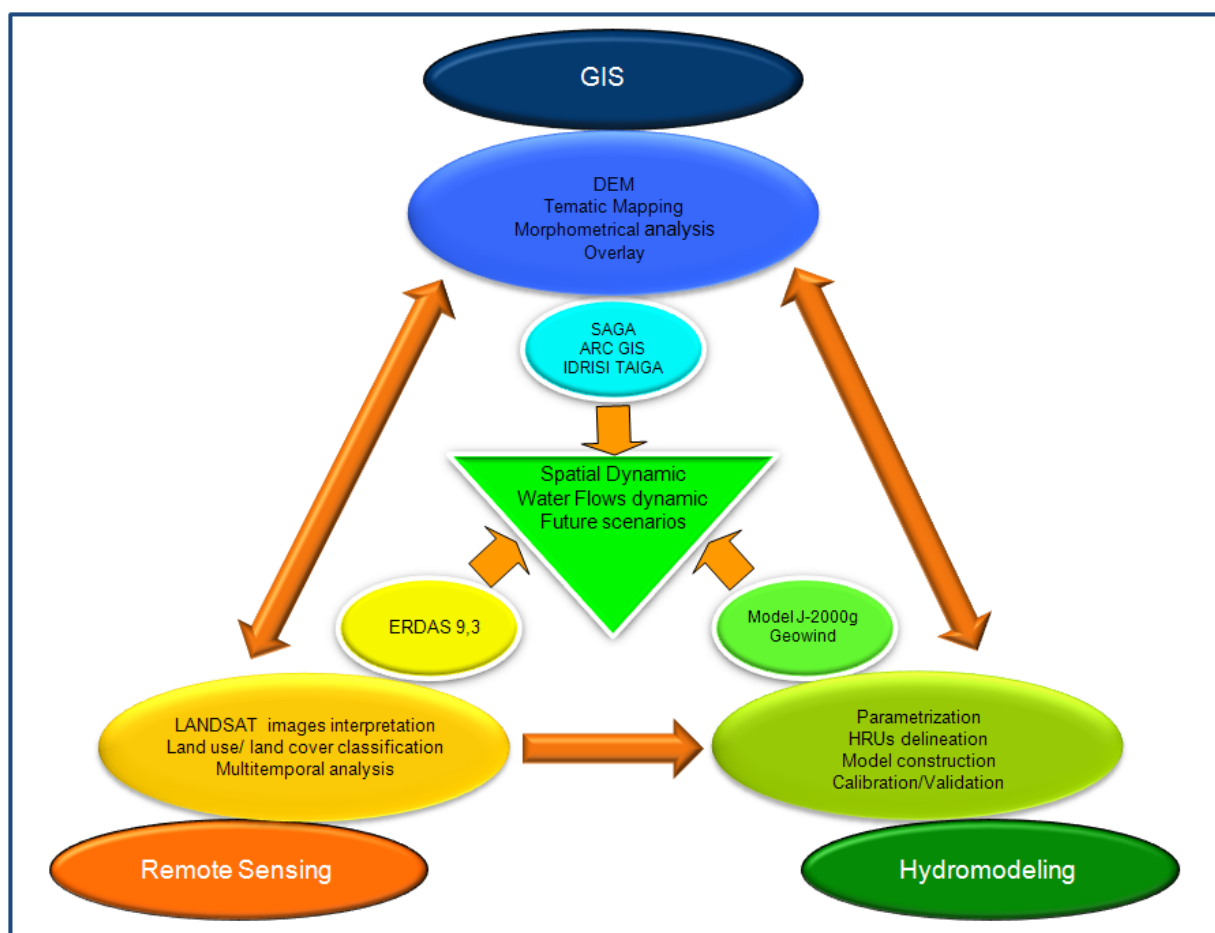 GIS
DEM
Tematic Mapping
Morphometrical analysis
Overlay
SAGA
ARC GIS
IDRISI TAIGA
Spatial Dynamic
Water Flows dynamic
Future scenarios
ERDAS 9,3
Model J-2000g
Geowind
LANDSAT images interpretation
Land use/ land cover classification
Multitemporal analysis
Parametrization
HRUs delineation
Model construction
Calibration/Validation
Remote Sensing
Hydromodeling